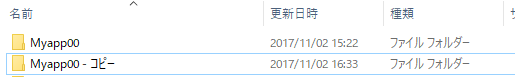 名前 更新日時 種類
Myapp00 2017/11/02 15:22 ファイル フォルダー
Myapp00 - コピー 2017/11/02 16:33 ファイル フォルダー